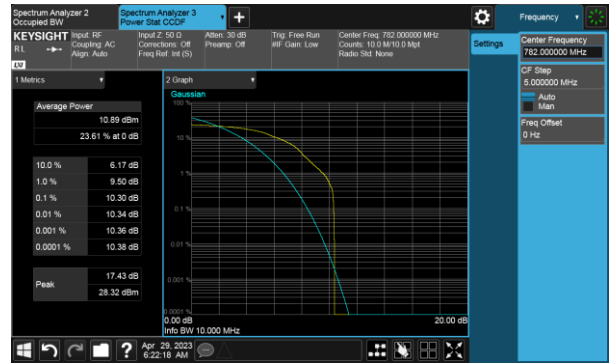 Spectrum Analyzer 2
Occupied BW
Spectrum Analyzer 3
Power Stat CCDF
Frequency
KEYSIGHT
RL
Input: RF
Coupling: AC
Align: Auto
Input Z: 50 Ω
Corrections: Off
Freq Ref: Int (S)
Atten: 30 dB
Preamp: Off
Trig: Free Run
#IF Gain: Low
Center Freq: 782.000000 MHz
Counts: 10.0 M/10.0 Mpt
Radio Std: None
Settings
Center Frequency
782.000000 MHz
CF Step
5.000000 MHz
Auto
Man
Freq Offset
0 Hz
1 Metrics
Average Power
10.89 dBm
23.61 % at 0 dB
10.0 % 6.17 dB
1.0 % 9.50 dB
0.1 % 10.30 dB
0.01 % 10.34 dB
0.001 % 10.36 dB
0.0001 % 10.38 dB
Peak 17.43 dB
28.32 dBm
2 Graph
Gaussian
100 %
10 %
1 %
0.1 %
0.01 %
0.001 %
0.0001 %
0.00 dB 20.00 dB
Info BW 10.000 MHz
Apr 29, 2023
6:22:18 AM